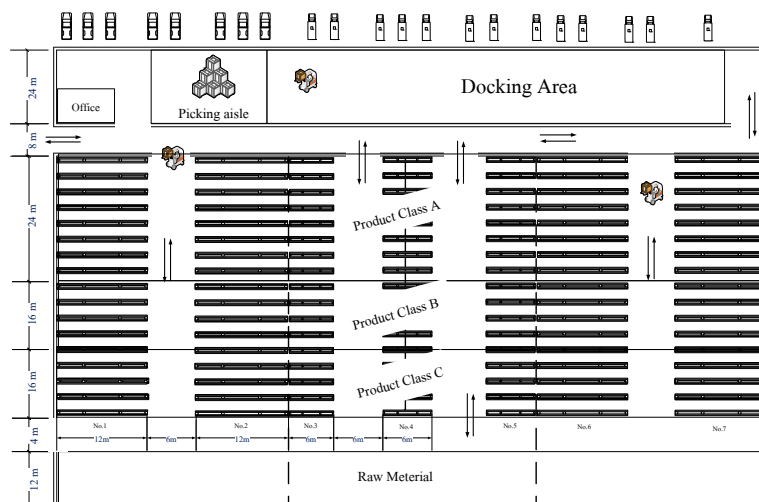 24 m
Office
Picking aisle
Docking Area
8 m
24 m
Product Class A
16 m
Product Class B
16 m
Product Class C
4 m
No.1
No.2
No.3
No.4
No.5
No.6
No.7
12m
6m
12m
6m
6m
6m
12 m
Raw Meterial